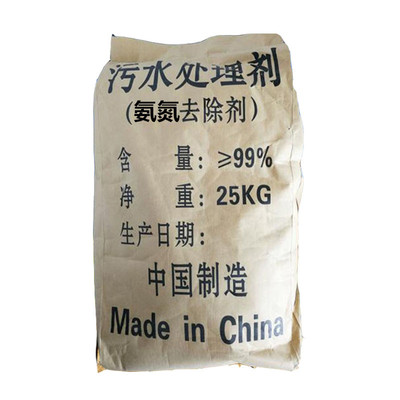 污水处理剂
(氨氮去除剂)
含 量: ≥99%
净 重: 25KG
生产日期:
中国制造
Made in China